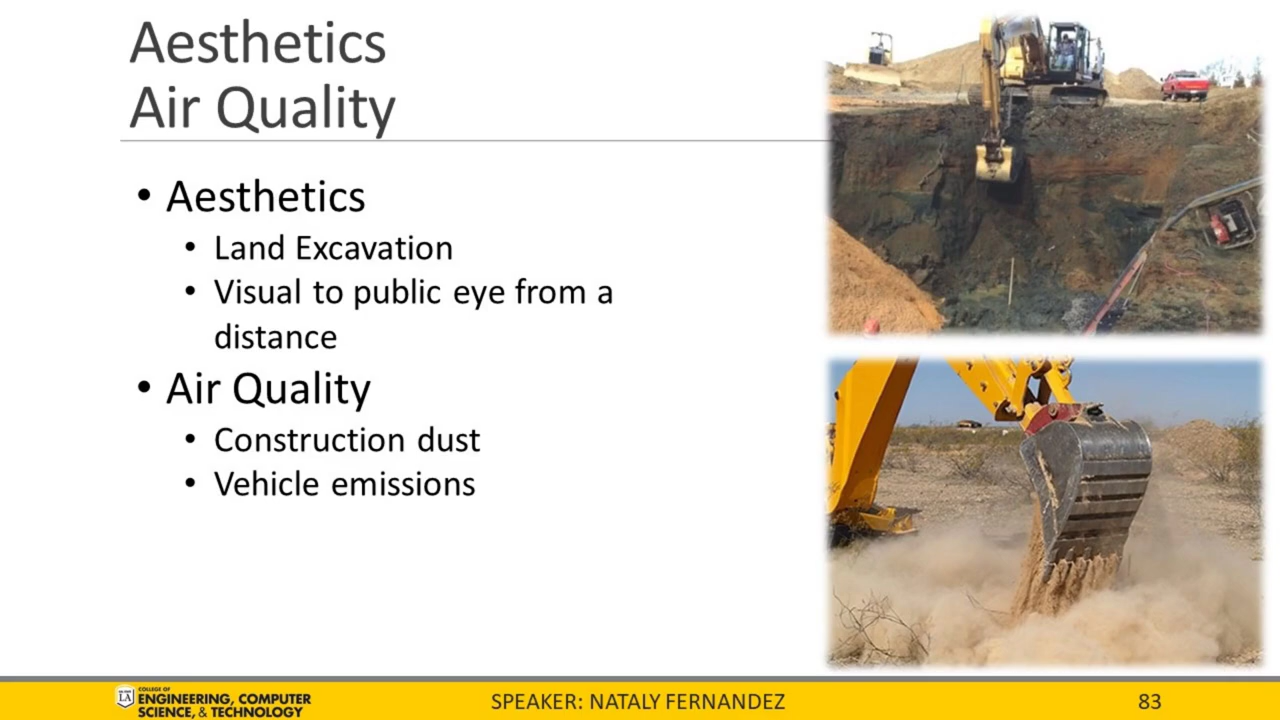 Aesthetics
Air Quality
• Aesthetics
• Land Excavation
• Visual to public eye from a
distance
• Air Quality
• Construction dust
• Vehicle emissions
LA
COLLEGE OF
ENGINEERING, COMPUTER
SCIENCE, & TECHNOLOGY
SPEAKER: NATALY FERNANDEZ
83